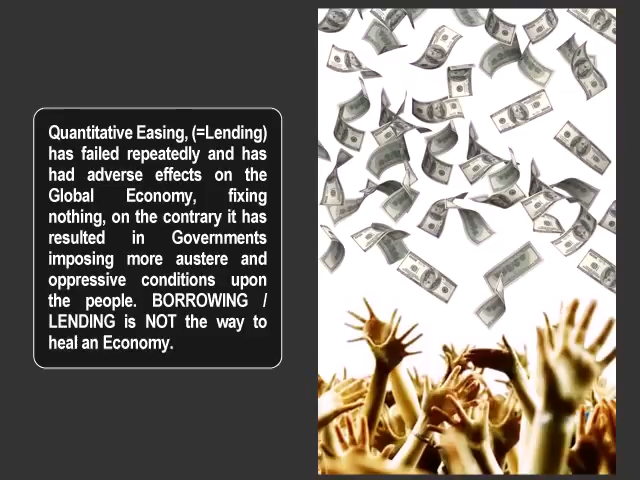 Quantitative Easing, (=Lending)
has failed repeatedly and has
had adverse effects on the
Global Economy, fixing
nothing, on the contrary it has
resulted in Governments
imposing more austere and
oppressive conditions upon
the people. BORROWING /
LENDING is NOT the way to
heal an Economy.